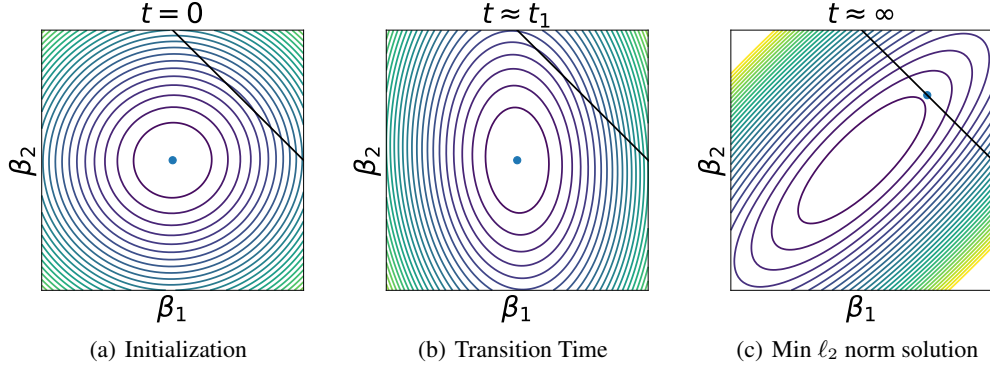 t = 0
β₂
β₁
(a) Initialization
t ≈ t₁
β₂
β₁
(b) Transition Time
t ≈ ∞
β₂
β₁
(c) Min ℓ₂ norm solution